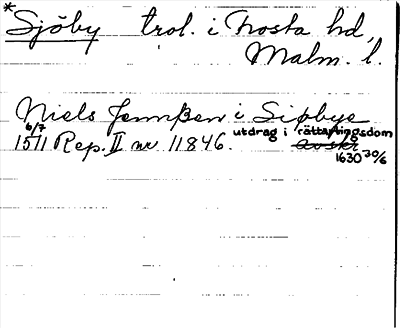 *Sjöby trol. i Frosta hd,
Malm. l.
Niels Jennßen i Siøbye
6/7 1511 Rep. II nr 11846. utdrag i rättartingsdom
avskr
1630 30/6